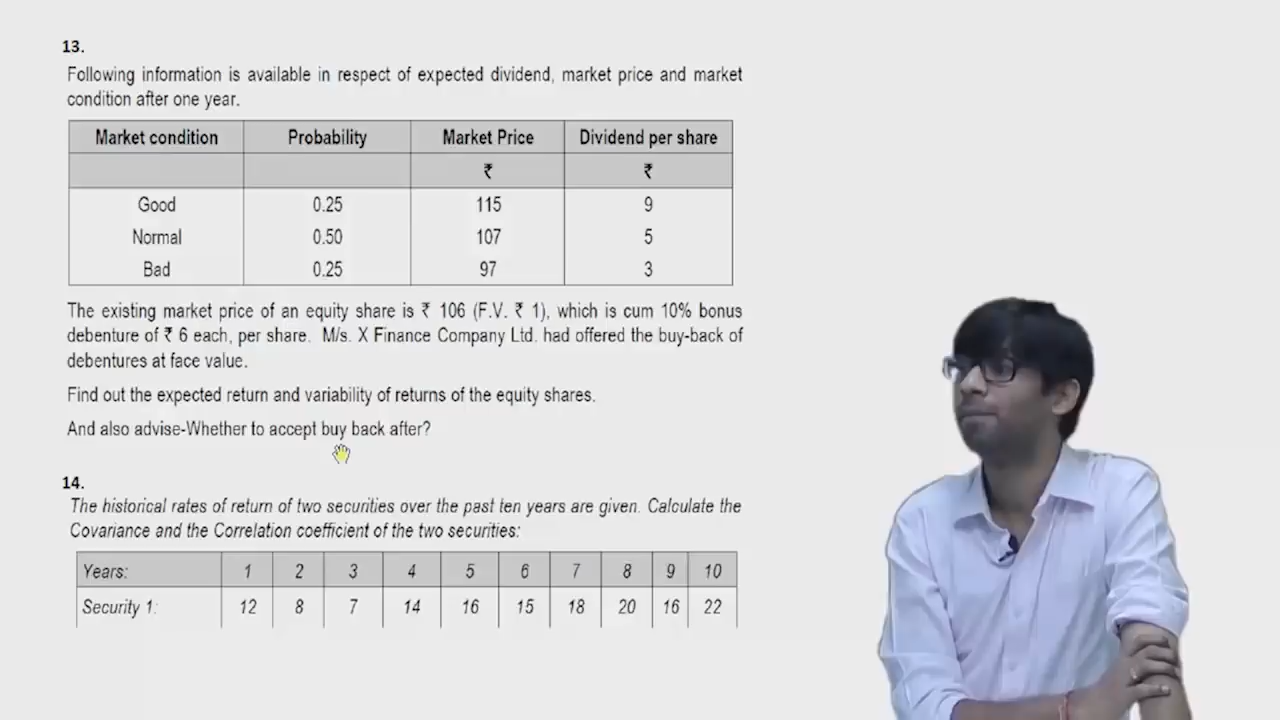 13.
Following information is available in respect of expected dividend, market price and market
condition after one year.
Market condition Probability Market Price Dividend per share
₹ ₹
Good 0.25 115 9
Normal 0.50 107 5
Bad 0.25 97 3
The existing market price of an equity share is ₹ 106 (F.V. ₹ 1), which is cum 10% bonus
debenture of ₹ 6 each, per share. M/s. X Finance Company Ltd. had offered the buy-back of
debentures at face value.
Find out the expected return and variability of returns of the equity shares.
And also advise-Whether to accept buy back after?
14.
The historical rates of return of two securities over the past ten years are given. Calculate the
Covariance and the Correlation coefficient of the two securities:
Years: 1 2 3 4 5 6 7 8 9 10
Security 1: 12 8 7 14 16 15 18 20 16 22